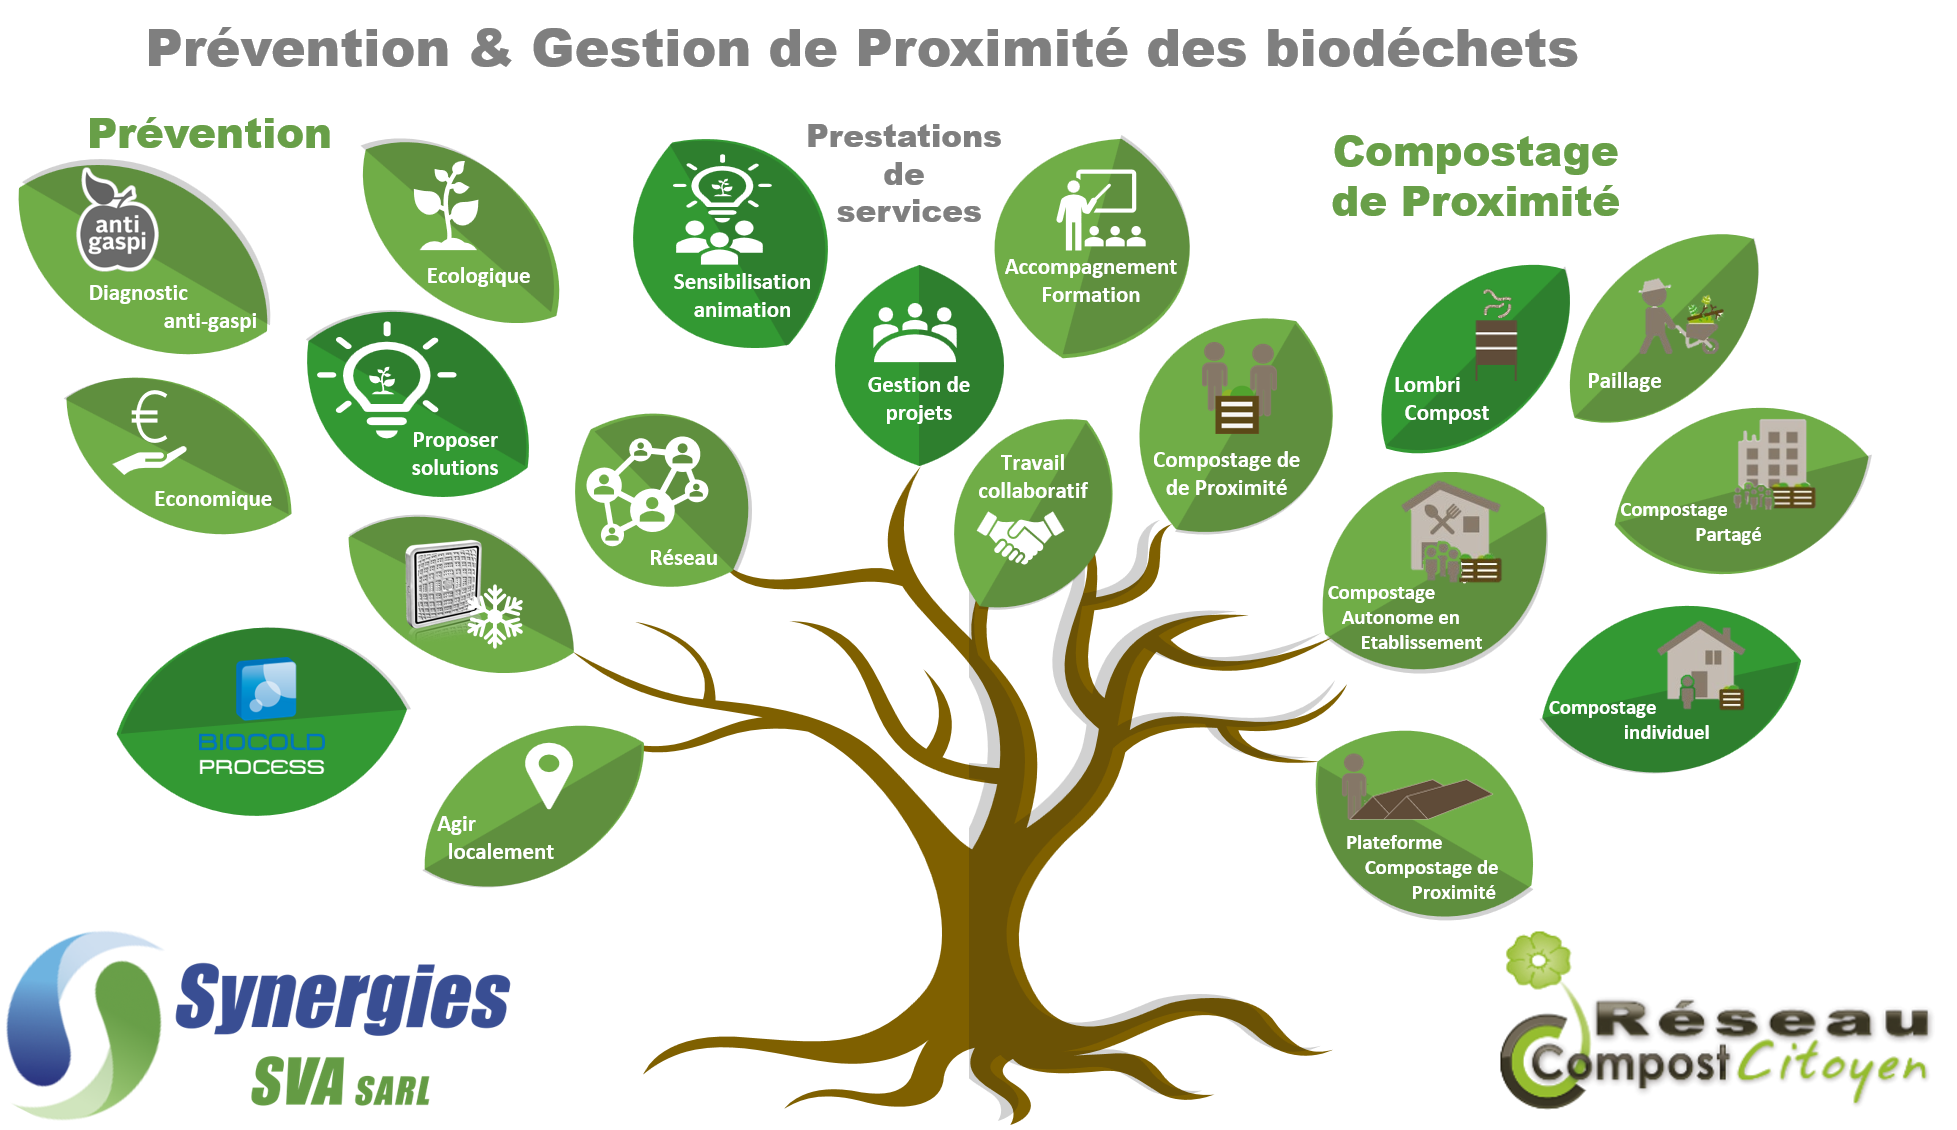 Prévention & Gestion de Proximité des biodéchets
Prévention
anti
gaspi
Diagnostic
anti-gaspi
Ecologique
Economique
Proposer
solutions
BIOCOLD
PROCESS
Agir
localement
Prestations
de
services
Sensibilisation
animation
Accompagnement
Formation
Gestion de
projets
Réseau
Travail
collaboratif
Compostage de
de Proximité
Compostage
de Proximité
Lombri
Compost
Paillage
Compostage
Partagé
Compostage
Autonome en
Etablissement
Compostage
individuel
Plateforme
Compostage de
Proximité
Synergies
SVA SARL
Réseau
Compost Citoyen